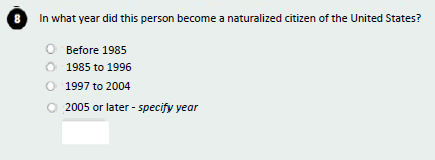 8 In what year did this person become a naturalized citizen of the United States?
Before 1985
1985 to 1996
1997 to 2004
2005 or later - specify year